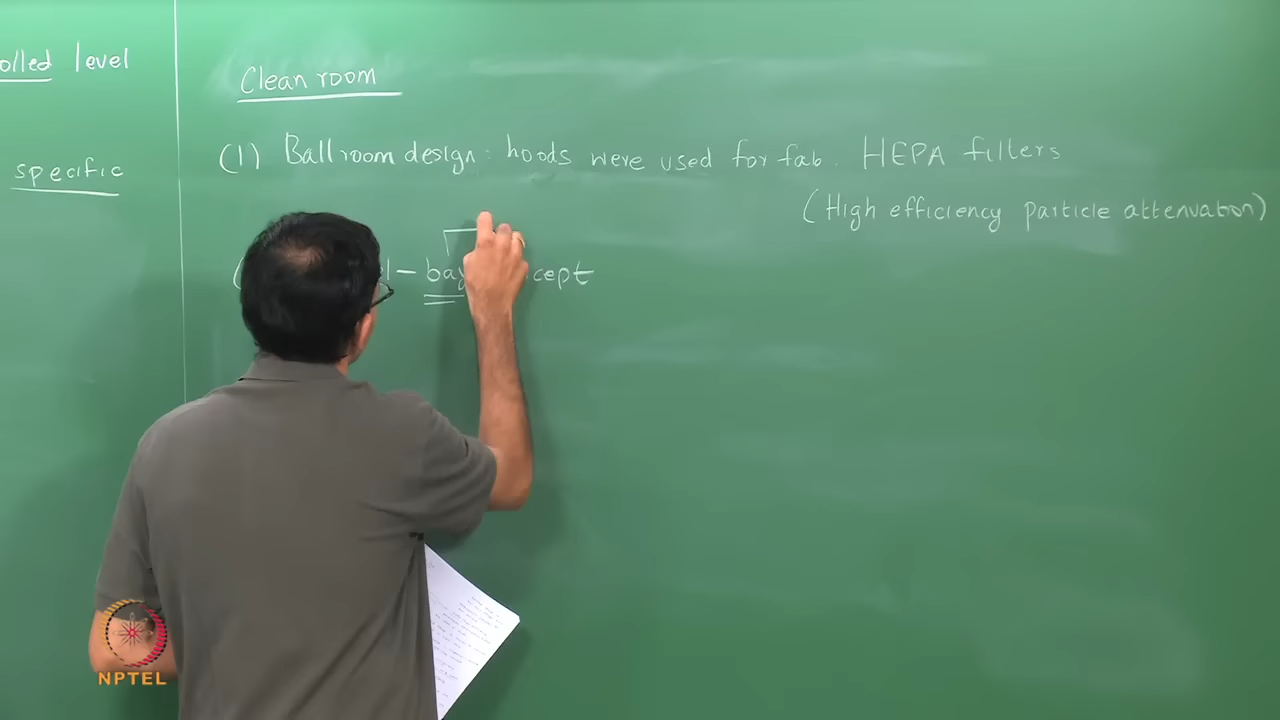 olled level
specific
Clean room
(1) Ballroom design: hoods were used for fab. HEPA filters
(High efficiency particle attenuation)
- bay cept
NPTEL